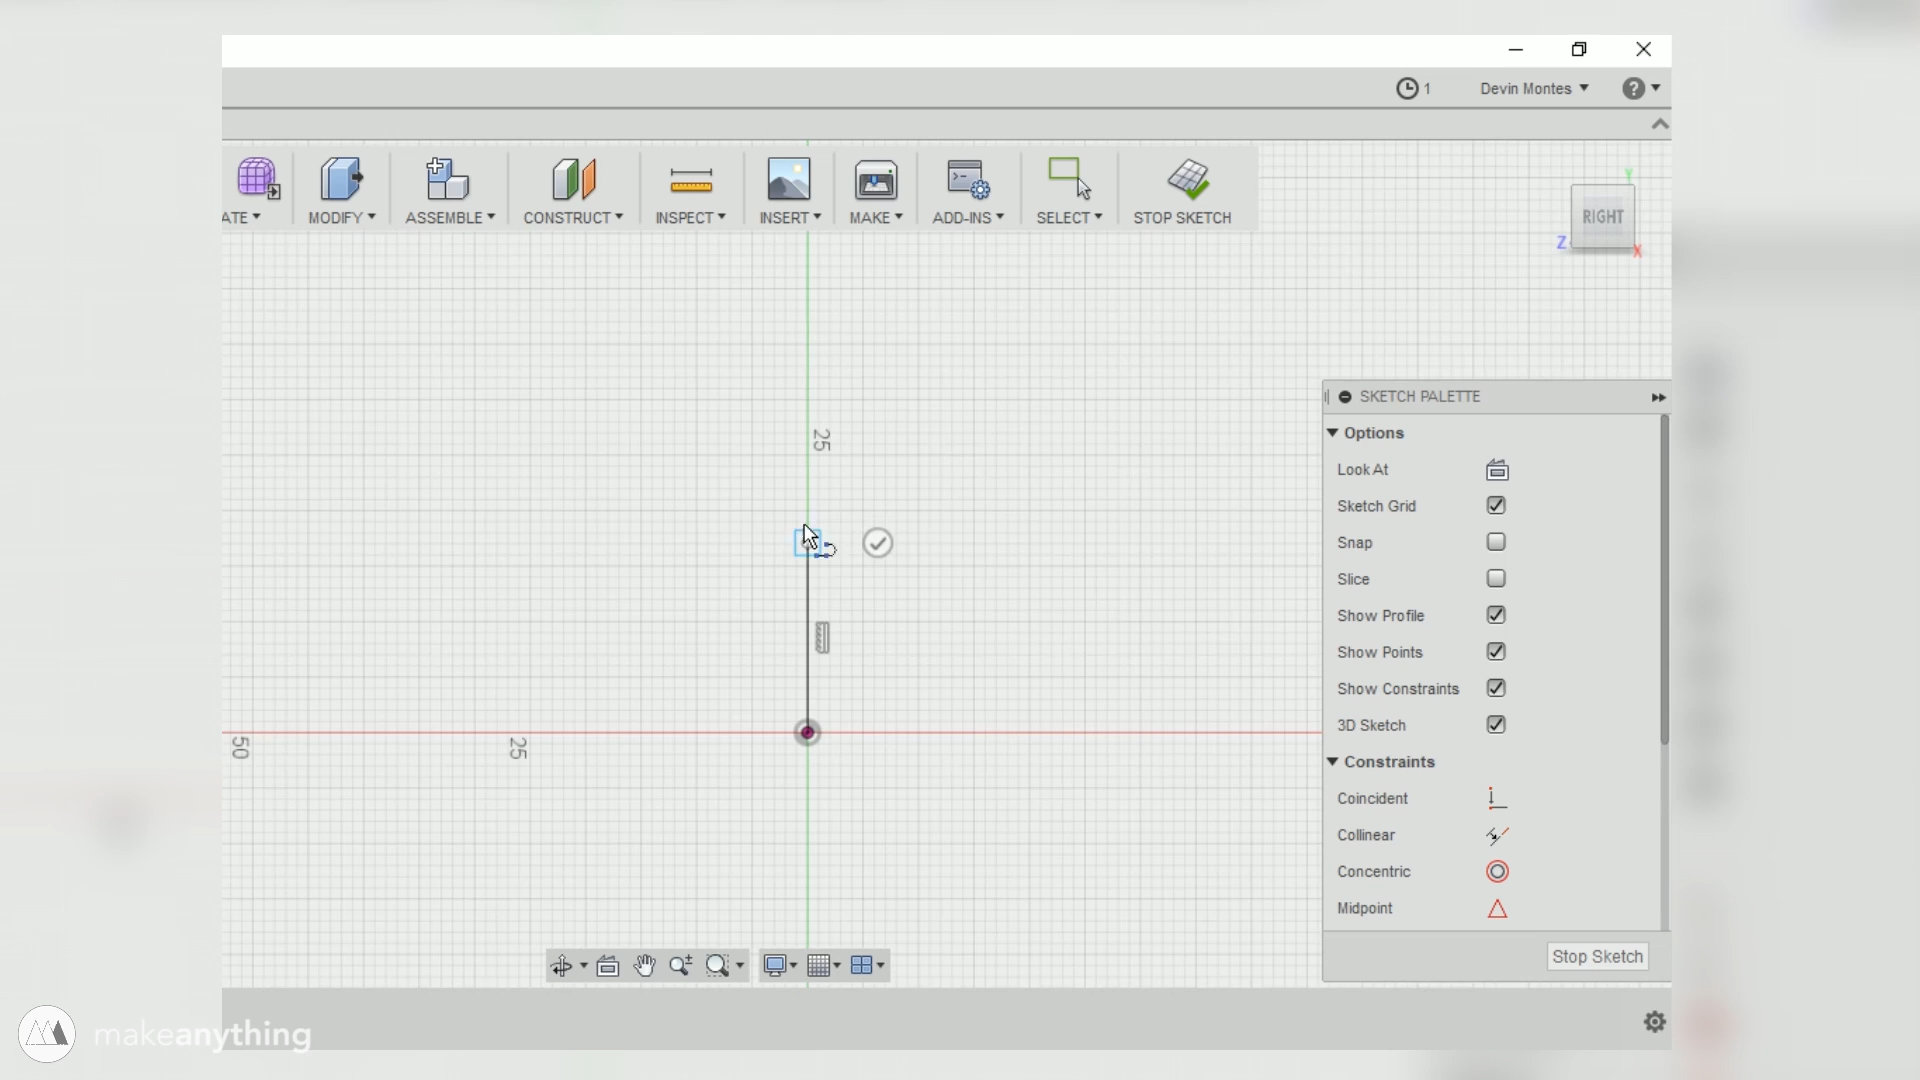 1 Devin Montes ?
ATE MODIFY ASSEMBLE CONSTRUCT INSPECT INSERT MAKE ADD-INS SELECT STOP SKETCH
Y
RIGHT
Z X
SKETCH PALETTE
Options
25
Look At
Sketch Grid
Snap
Slice
Show Profile
Show Points
Show Constraints
3D Sketch
50 25
Constraints
Coincident
Collinear
Concentric
Midpoint
Stop Sketch
makeanything